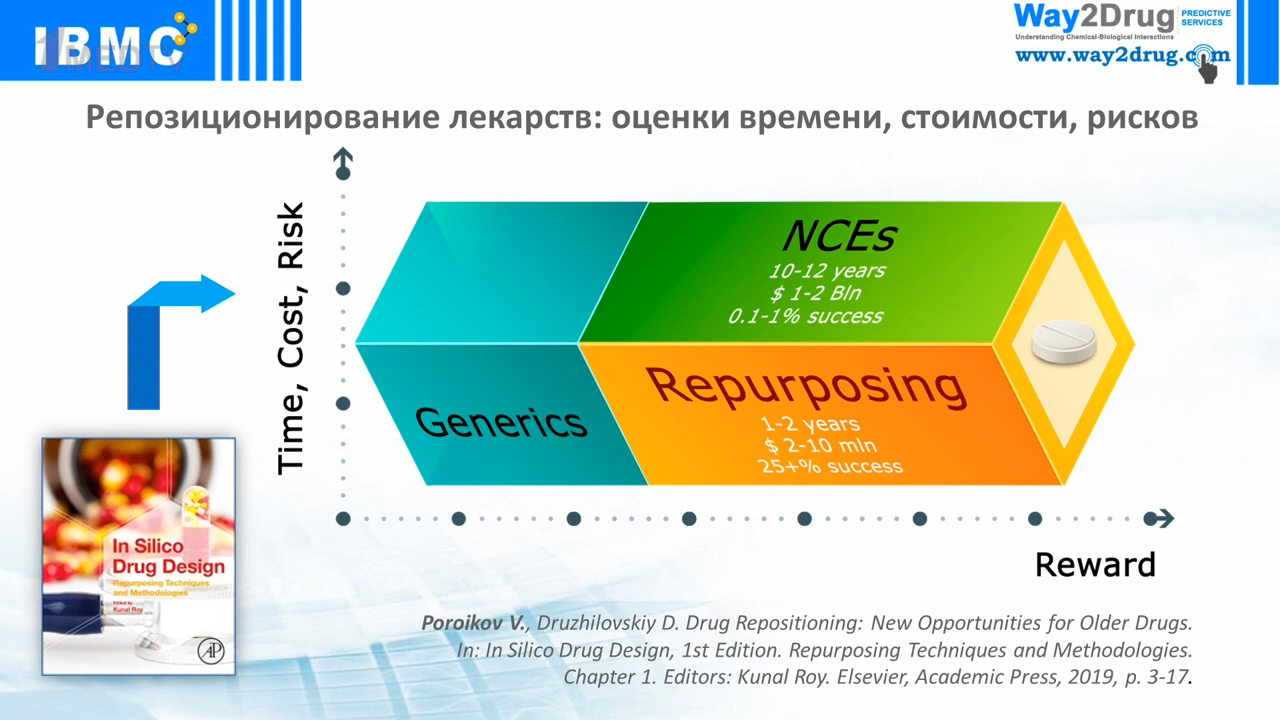 IBMC
1MEDTV
Way2Drug
PREDICTIVE
SERVICES
Understanding Chemical-Biological Interactions
www.way2drug.com
Репозиционирование лекарств: оценки времени, стоимости, рисков
Time, Cost, Risk
NCEs
10-12 years
$ 1-2 Bln
0.1-1% success
Generics
Repurposing
1-2 years
$ 2-10 mln
25+% success
Reward
In Silico
Drug Design
Repurposing Techniques
and Methodologies
Edited by
Kunal Roy
AP
Poroikov V., Druzhilovskiy D. Drug Repositioning: New Opportunities for Older Drugs.
In: In Silico Drug Design, 1st Edition. Repurposing Techniques and Methodologies.
Chapter 1. Editors: Kunal Roy. Elsevier, Academic Press, 2019, p. 3-17.